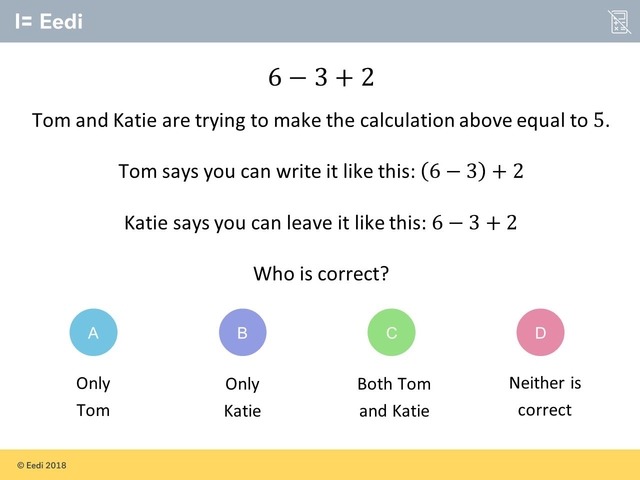 I= Eedi
6 − 3 + 2
Tom and Katie are trying to make the calculation above equal to 5.
Tom says you can write it like this: (6 − 3) + 2
Katie says you can leave it like this: 6 − 3 + 2
Who is correct?
A B C D
Only Only Both Tom Neither is
Tom Katie and Katie correct
© Eedi 2018